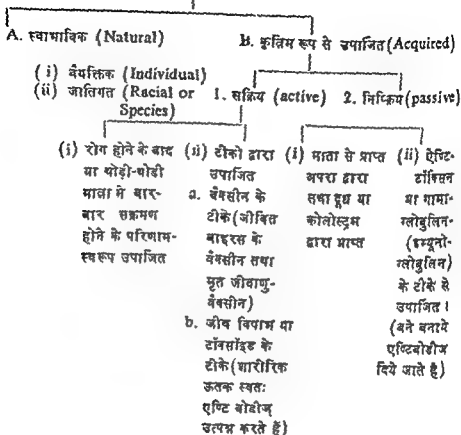 A. स्वाभाविक (Natural)
B. कृत्रिम रूप से उपार्जित (Acquired)
(i) वैयक्तिक (Individual)
(ii) जातिगत (Racial or
Species)
1. सक्रिय (active)
2. निष्क्रिय (passive)
(i) रोग होने के बाद
या थोड़ी-थोडी
मात्रा मे बार-
बार सक्रमण
होने के परिणाम-
स्वरूप उपार्जित
(ii) टीको द्वारा
उपार्जित
a. वैक्सीन के
टीके (जीवित
वाइरस के
वैक्सीन तथा
मृत जीवाणु-
वैक्सीन)
b. जीव विषाभ या
टॉक्सॉइड के
टीके (शारीरिक
ऊतक स्वतः
एण्टि बोडीज्
उत्पन्न करते हैं)
(i) माता से प्राप्त
अपरा द्वारा
तथा दूध या
कोलोस्ट्रम
द्वारा प्राप्त
(ii) ऐण्टि-
टॉक्सिन
या गामा-
ग्लोबुलिन-
(इम्यूनो-
ग्लोबुलिन)
के टीके से
उपार्जित।
(बने बनाये
एण्टिबोडीज
दिये जाते है)